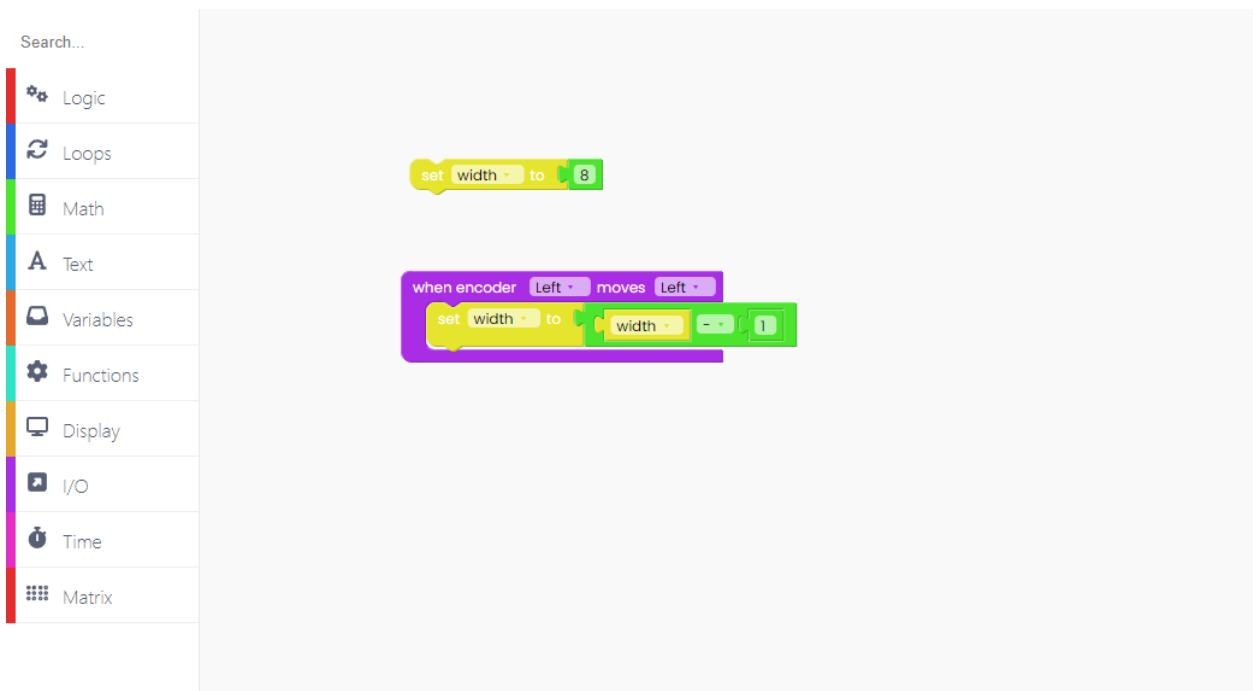 Search...
Logic
Loops
Math
Text
Variables
Functions
Display
I/O
Time
Matrix
set width to 8
when encoder Left moves Left
set width to width - 1